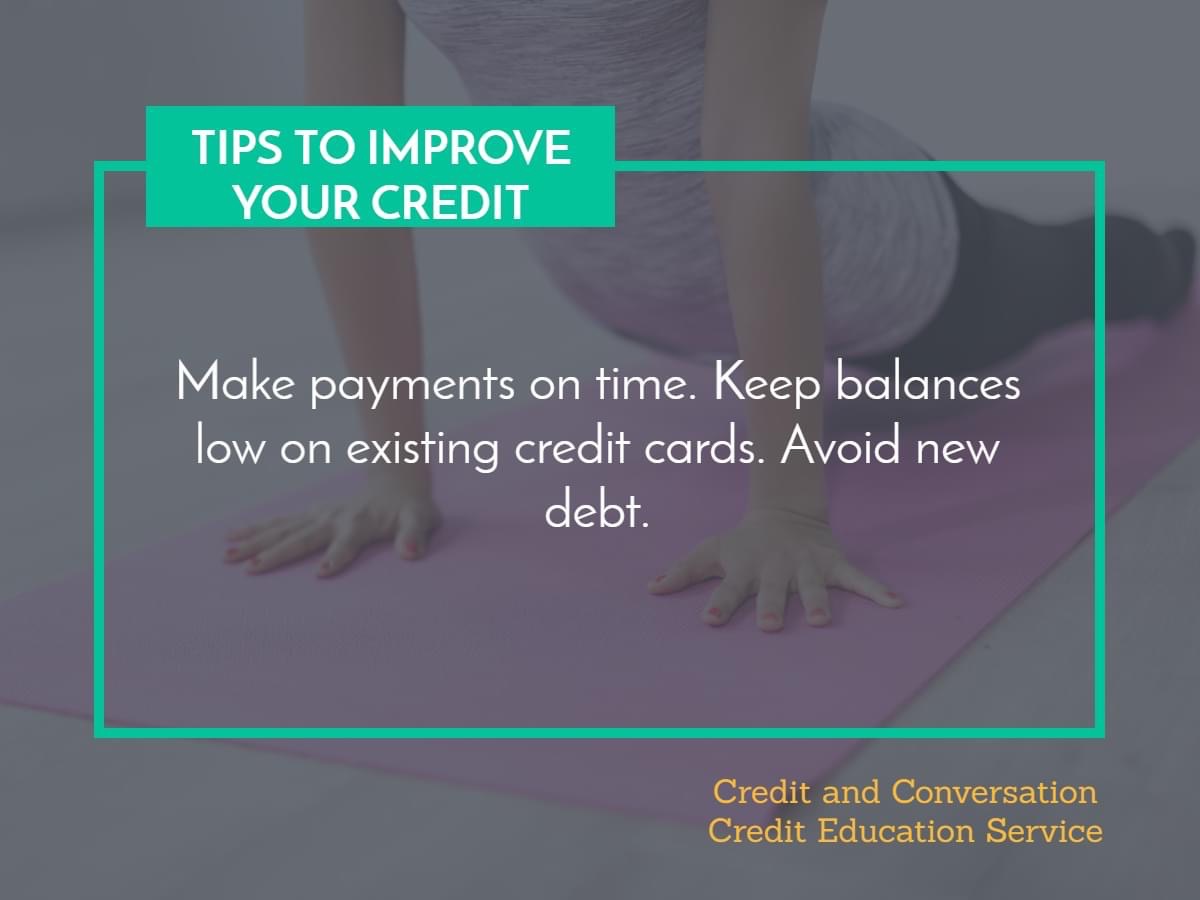 TIPS TO IMPROVE
YOUR CREDIT
Make payments on time. Keep balances
low on existing credit cards. Avoid new
debt.
Credit and Conversation
Credit Education Service